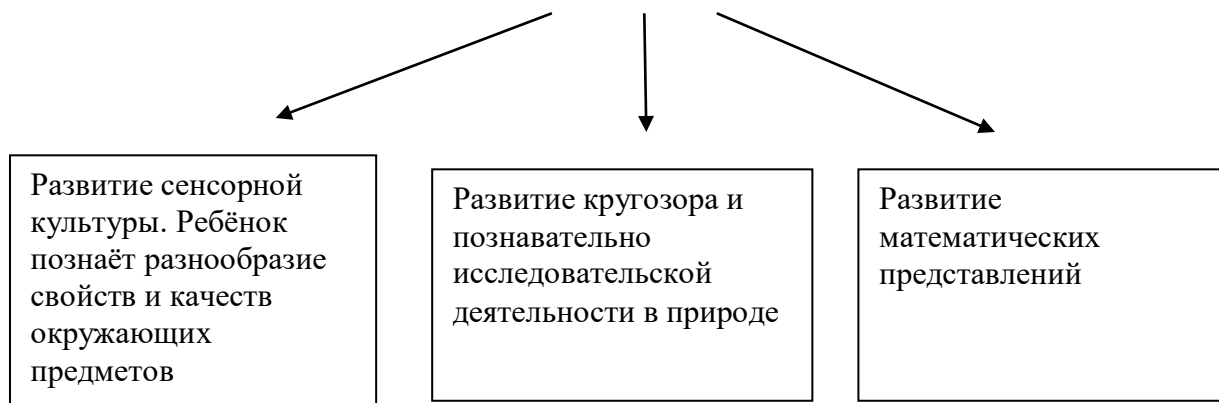 Развитие сенсорной
культуры. Ребёнок
познаёт разнообразие
свойств и качеств
окружающих
предметов
Развитие кругозора и
познавательно
исследовательской
деятельности в природе
Развитие
математических
представлений